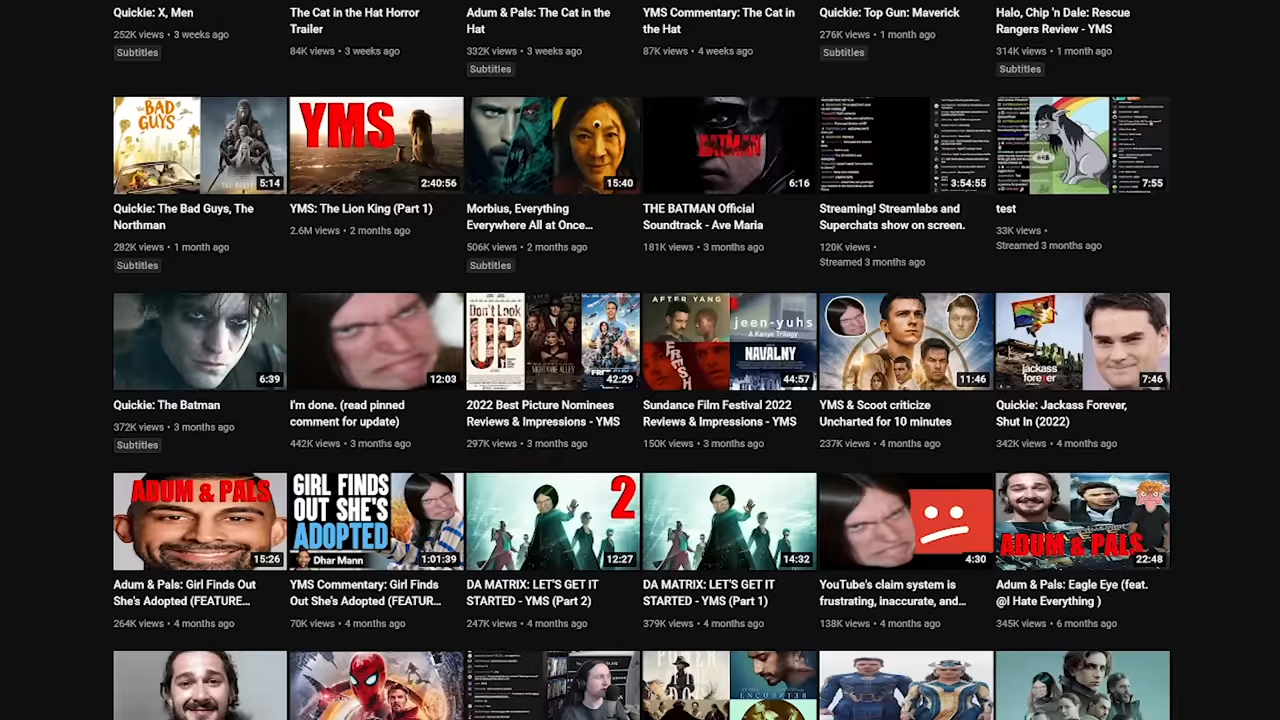 Quickie: X, Men
252K views • 3 weeks ago
Subtitles
The Cat in the Hat Horror
Trailer
84K views • 3 weeks ago
Adum & Pals: The Cat in the
Hat
332K views • 3 weeks ago
Subtitles
YMS Commentary: The Cat in
the Hat
87K views • 4 weeks ago
Quickie: Top Gun: Maverick
276K views • 1 month ago
Subtitles
Halo, Chip 'n Dale: Rescue
Rangers Review - YMS
314K views • 1 month ago
Subtitles
THE BAD
GUYS
5:14
Quickie: The Bad Guys, The
Northman
282K views • 1 month ago
Subtitles
YMS
2:40:56
YMS: The Lion King (Part 1)
2.6M views • 2 months ago
15:40
Morbius, Everything
Everywhere All at Once...
506K views • 2 months ago
Subtitles
BATMAN
6:16
THE BATMAN Official
Soundtrack - Ave Maria
181K views • 3 months ago
3:54:55
Streaming! Streamlabs and
Superchats show on screen.
120K views •
Streamed 3 months ago
7:55
test
33K views •
Streamed 3 months ago
6:39
Quickie: The Batman
372K views • 3 months ago
Subtitles
12:03
I'm done. (read pinned
comment for update)
442K views • 3 months ago
Don't Look
UP
NIGHTMARE ALLEY
42:29
2022 Best Picture Nominees
Reviews & Impressions - YMS
297K views • 3 months ago
AFTER YANG
jeen-yuhs
A Kanye Trilogy
FRESH
NAVALNY
44:57
Sundance Film Festival 2022
Reviews & Impressions - YMS
150K views • 3 months ago
11:46
YMS & Scoot criticize
Uncharted for 10 minutes
237K views • 4 months ago
jackass
forever
7:46
Quickie: Jackass Forever,
Shut In (2022)
342K views • 4 months ago
ADUM & PALS
15:26
Adum & Pals: Girl Finds Out
She's Adopted (FEATURE...
264K views • 4 months ago
GIRL FINDS
OUT SHE'S
ADOPTED
Dhar Mann
1:01:39
YMS Commentary: Girl Finds
Out She's Adopted (FEATUR...
70K views • 4 months ago
2
12:27
DA MATRIX: LET'S GET IT
STARTED - YMS (Part 2)
247K views • 4 months ago
14:32
DA MATRIX: LET'S GET IT
STARTED - YMS (Part 1)
379K views • 4 months ago
4:30
YouTube's claim system is
frustrating, inaccurate, and...
138K views • 4 months ago
ADUM & PALS
22:48
Adum & Pals: Eagle Eye (feat.
@I Hate Everything )
345K views • 6 months ago